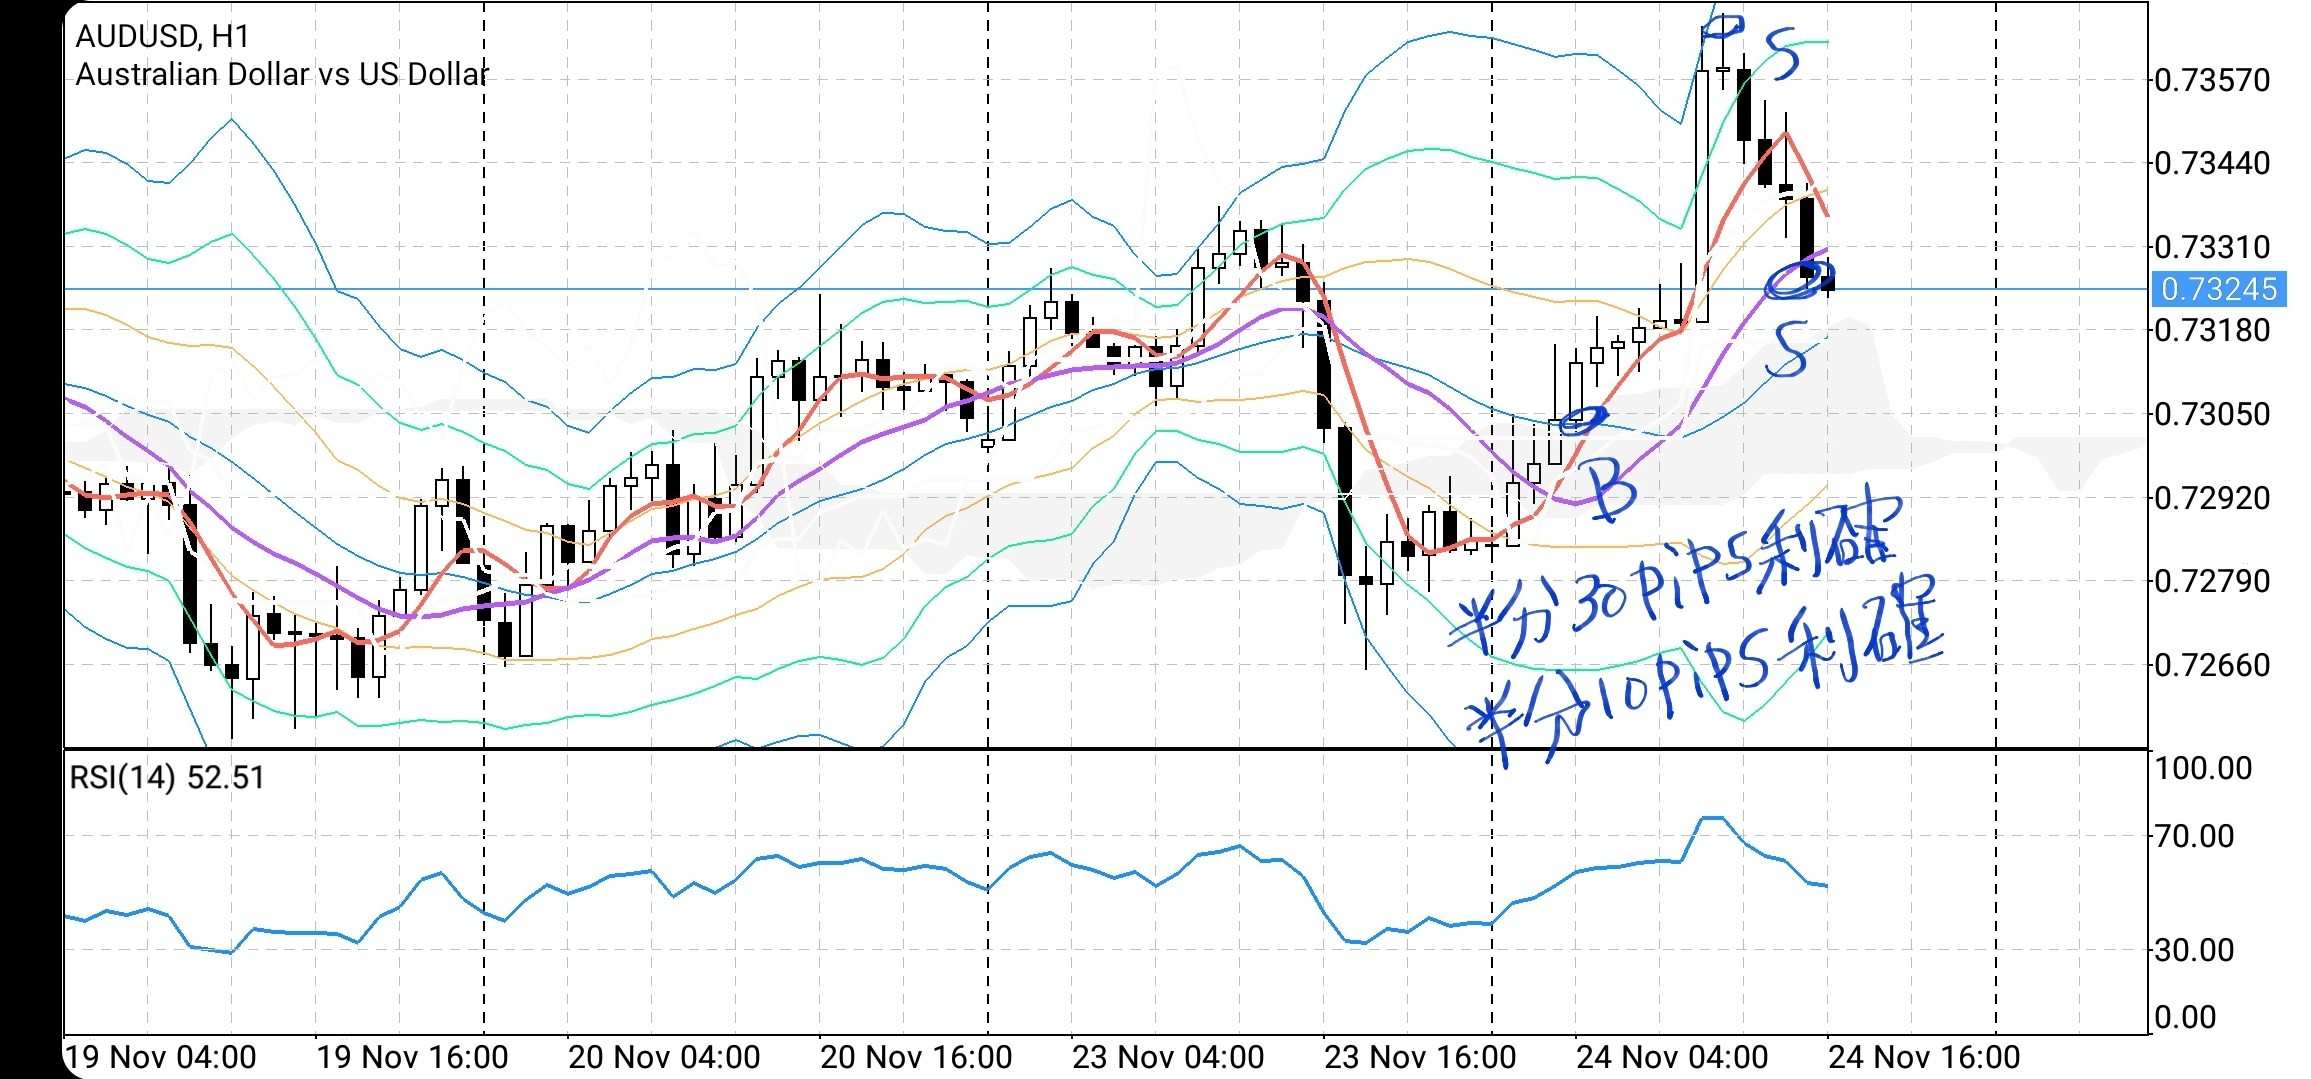 AUDUSD, H1
Australian Dollar vs US Dollar
S
0.73570
0.73440
0.73310
0.73245
0.73180
S
0.73050
B
0.72920
半分30pips利確
0.72790
半分10pips利確
0.72660
RSI(14) 52.51
100.00
70.00
30.00
0.00
19 Nov 04:00 19 Nov 16:00 20 Nov 04:00 20 Nov 16:00 23 Nov 04:00 23 Nov 16:00 24 Nov 04:00 24 Nov 16:00